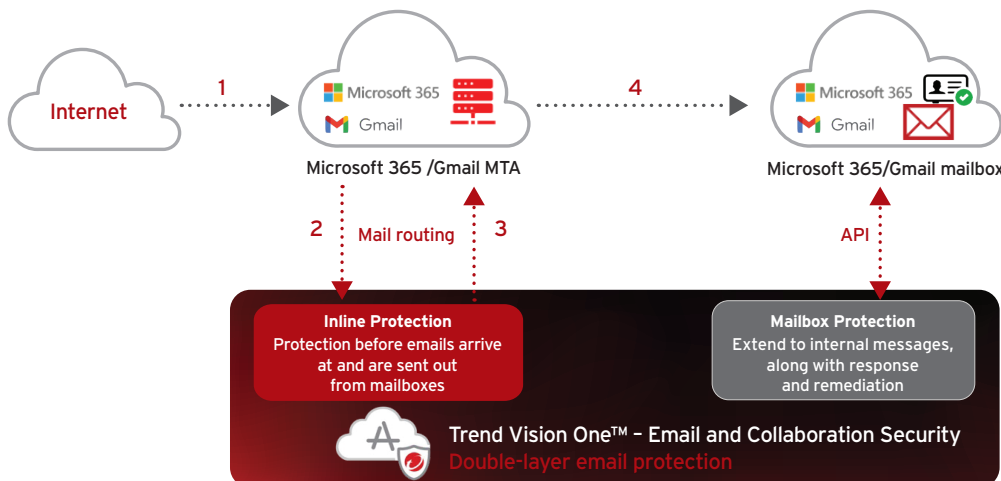 Internet
1
Microsoft 365
Gmail
Microsoft 365 /Gmail MTA
4
Microsoft 365
Gmail
Microsoft 365/Gmail mailbox
2
Mail routing
3
API
Inline Protection
Protection before emails arrive
at and are sent out
from mailboxes
Mailbox Protection
Extend to internal messages,
along with response
and remediation
Trend Vision One™ – Email and Collaboration Security
Double-layer email protection